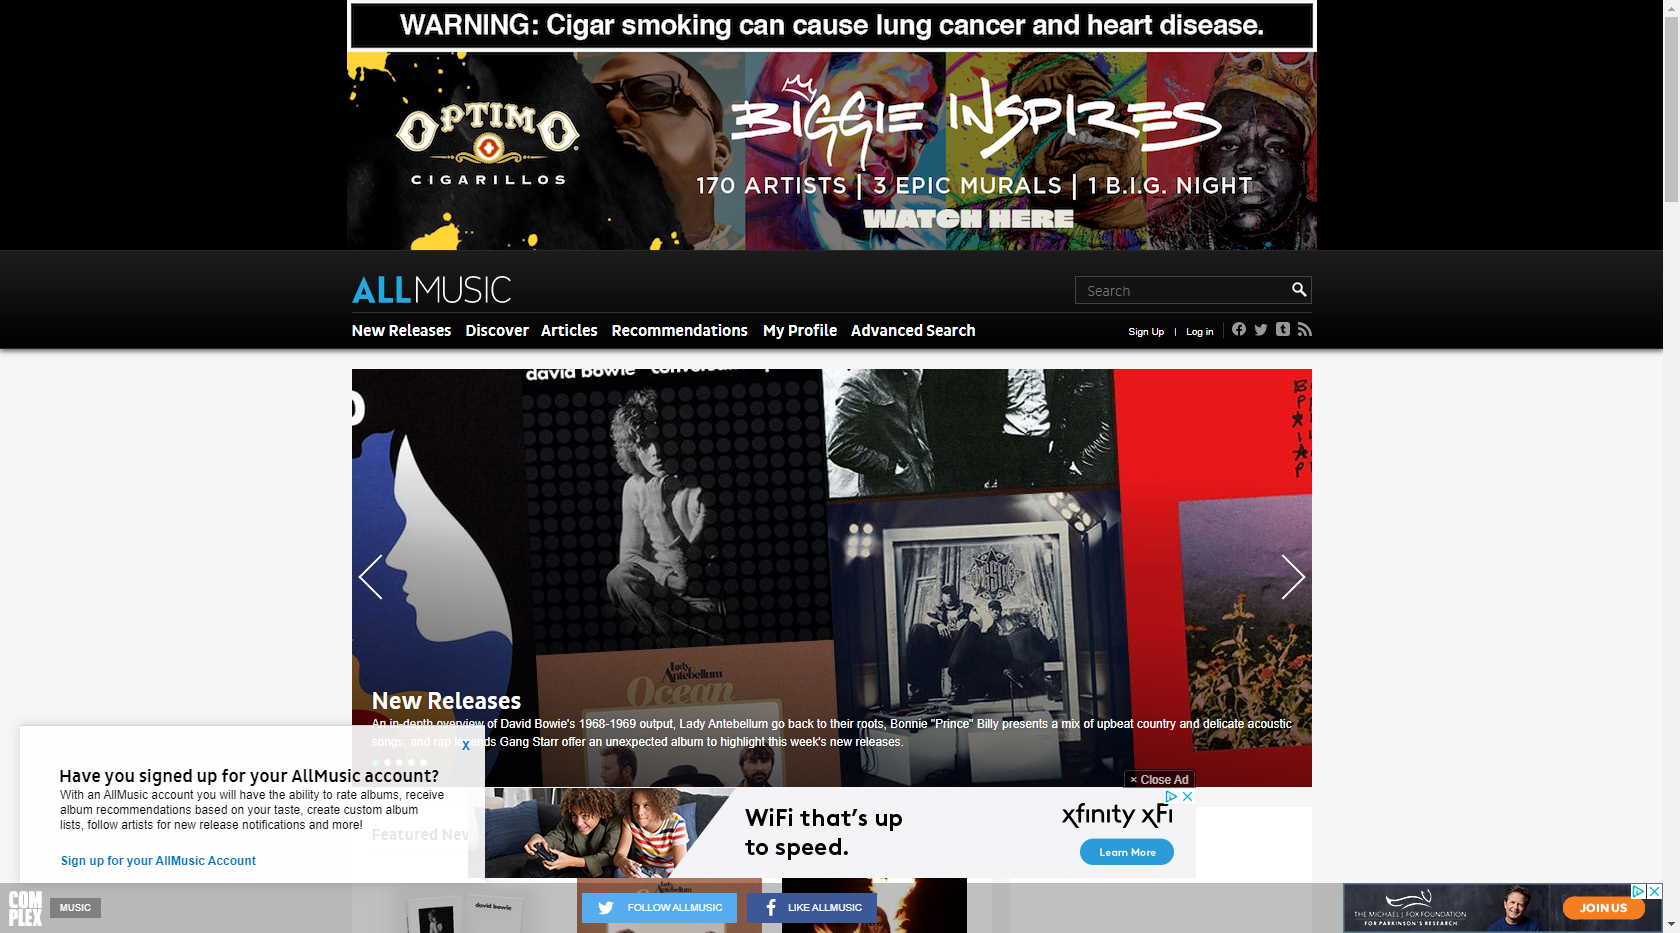 WARNING: Cigar smoking can cause lung cancer and heart disease.
OPTIMO
CIGARILLOS
BIGGIE INSPIRES
170 ARTISTS | 3 EPIC MURALS | 1 B.I.G. NIGHT
WATCH HERE
ALLMUSIC
Search
New Releases Discover Articles Recommendations My Profile Advanced Search
Sign Up | Log in
david bowie
GANGSTARR
Lady
Antebellum
Ocean
New Releases
An in-depth overview of David Bowie's 1968-1969 output, Lady Antebellum go back to their roots, Bonnie "Prince" Billy presents a mix of upbeat country and delicate acoustic
songs, and rap legends Gang Starr offer an unexpected album to highlight this week's new releases.
X
Have you signed up for your AllMusic account?
With an AllMusic account you will have the ability to rate albums, receive
album recommendations based on your taste, create custom album
lists, follow artists for new release notifications and more!
Featured New
Sign up for your AllMusic Account
× Close Ad
WiFi that's up
to speed.
xfinity xFi
Learn More
COM
PLEX
MUSIC
david bowie
Lady
Antebellum
FOLLOW ALLMUSIC
LIKE ALLMUSIC
THE MICHAEL J. FOX FOUNDATION
FOR PARKINSON'S RESEARCH
JOIN US